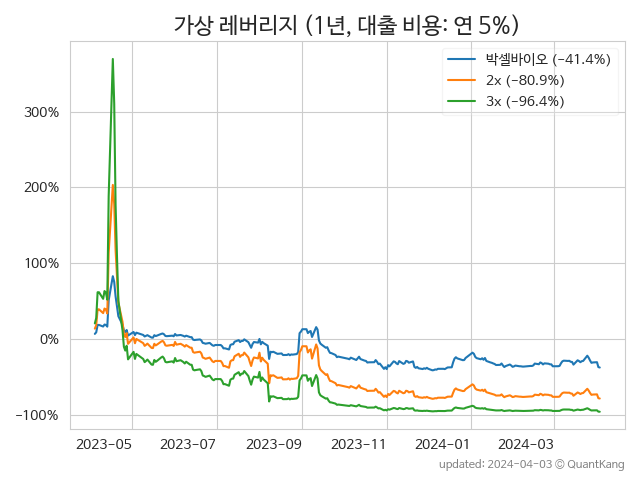 가상 레버리지 (1년, 대출 비용: 연 5%)
박셀바이오 (−41.4%)
2x (−80.9%)
3x (−96.4%)
300%
200%
100%
0%
−100%
2023−05 2023−07 2023−09 2023−11 2024−01 2024−03
updated: 2024-04-03 © QuantKang